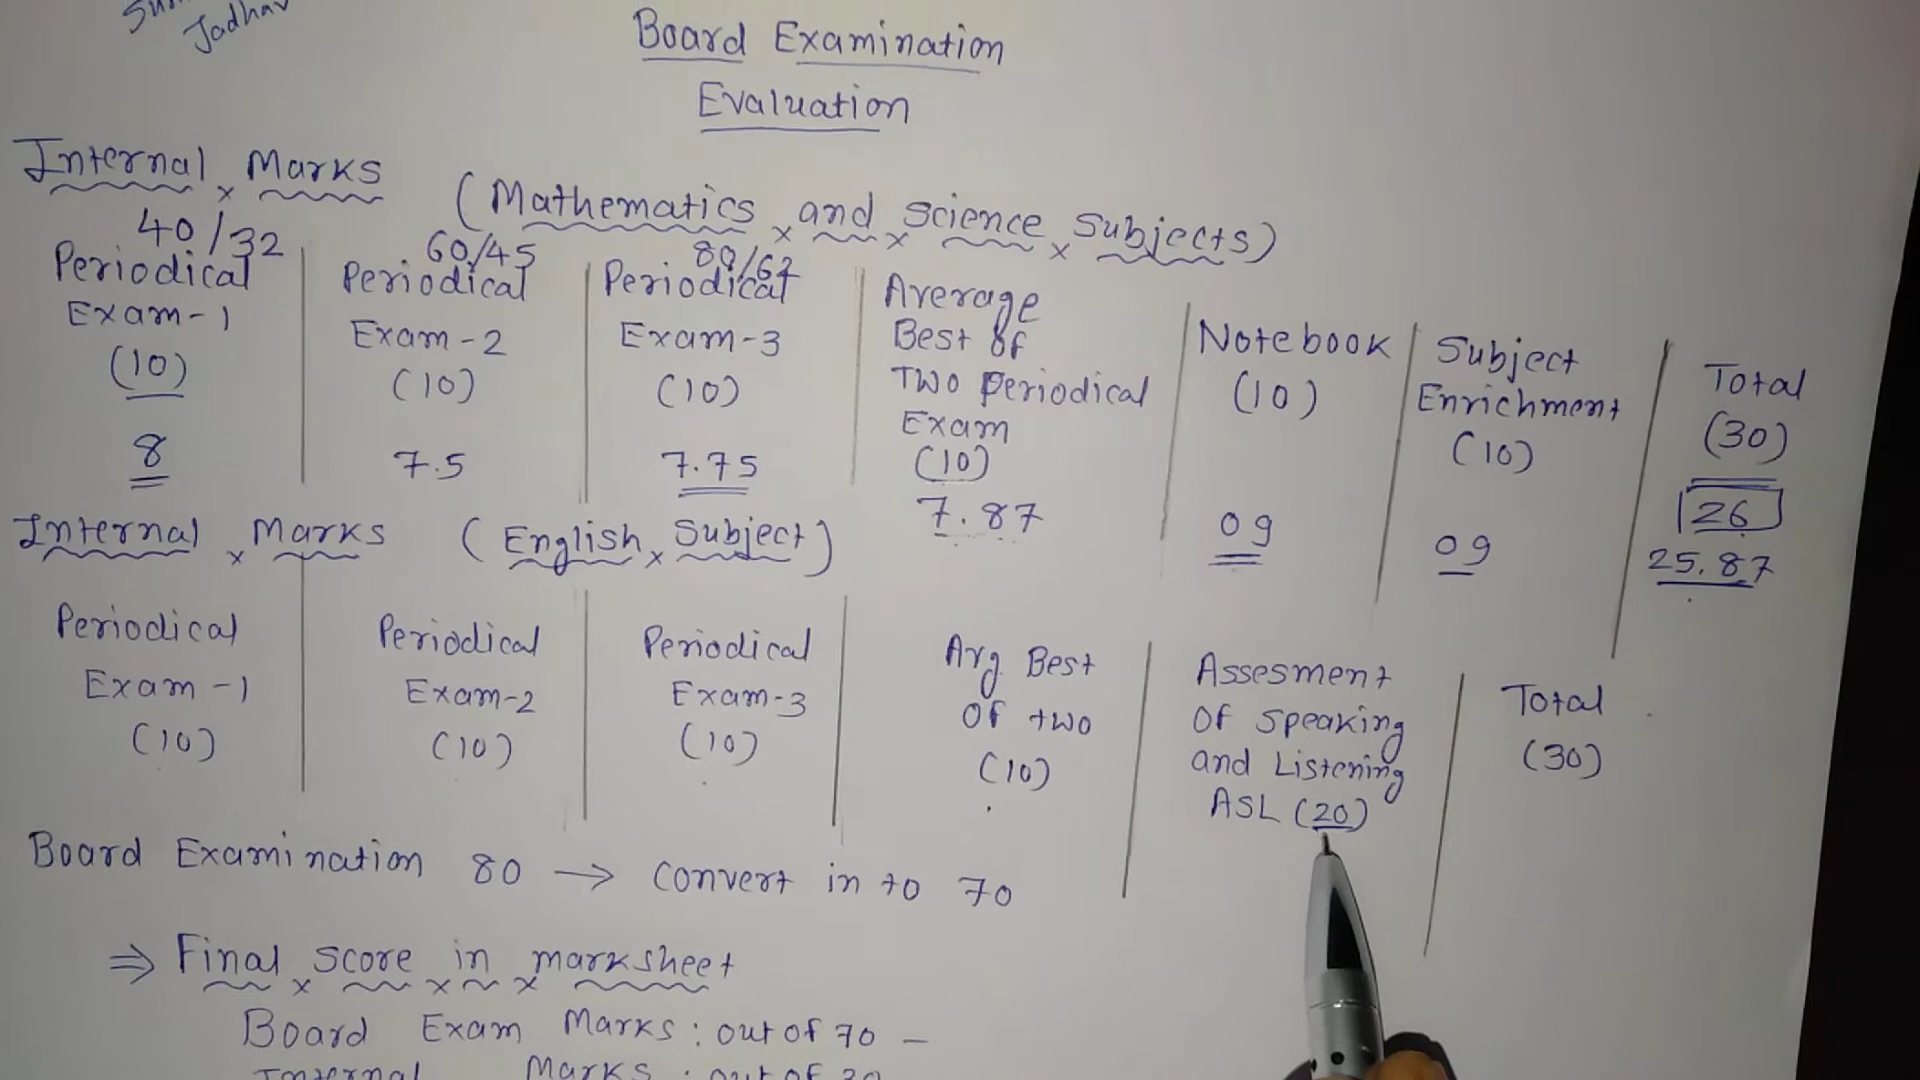 Jadhav
Board Examination
Evaluation
Internal Marks
(Mathematics and Science Subjects)
40/32
Periodical
Exam-1
(10)
8
60/45
Periodical
Exam-2
(10)
7.5
80/62
Periodical
Exam-3
(10)
7.75
Average
Best of
Two Periodical
Exam
(10)
7.87
Notebook
(10)
09
Subject
Enrichment
(10)
09
Total
(30)
26
25.87
Internal Marks (English Subject)
Periodical
Exam-1
(10)
Periodical
Exam-2
(10)
Periodical
Exam-3
(10)
Avg Best
Of two
(10)
Assesment
Of Speaking
and Listening
ASL (20)
Total
(30)
Board Examination 80 → convert in to 70
⇒ Final score in marksheet
Board Exam Marks: out of 70 –
Internal Marks : out of 30